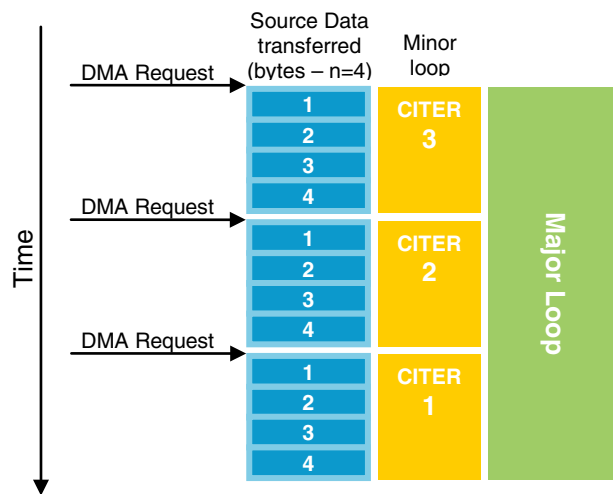 Source Data
transferred
(bytes – n=4)
Minor
loop
DMA Request
1
2
3
4
CITER
3
DMA Request
1
2
3
4
CITER
2
DMA Request
1
2
3
4
CITER
1
Major Loop
Time